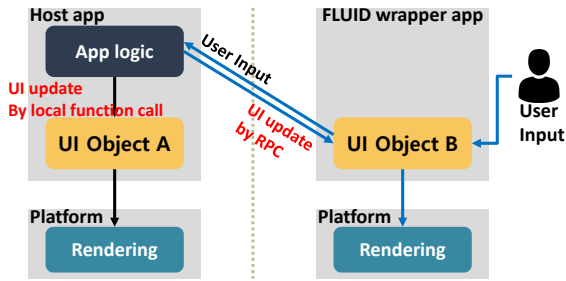 Host app
App logic
UI update
By local function call
UI Object A
Platform
Rendering
User Input
UI update
by RPC
FLUID wrapper app
UI Object B
User
Input
Platform
Rendering